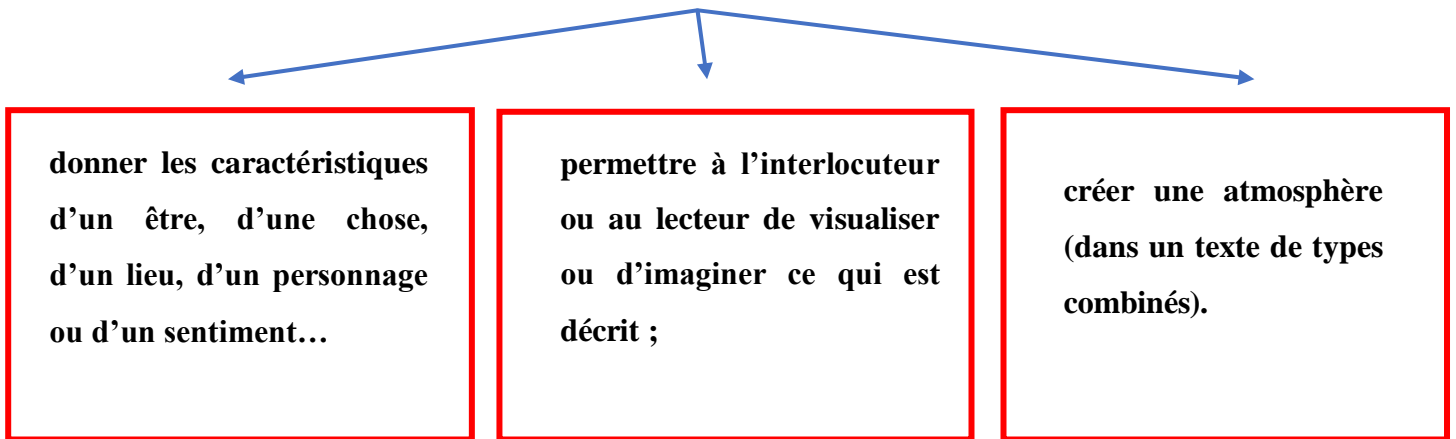 donner les caractéristiques
d’un être, d’une chose,
d’un lieu, d’un personnage
ou d’un sentiment…
permettre à l’interlocuteur
ou au lecteur de visualiser
ou d’imaginer ce qui est
décrit ;
créer une atmosphère
(dans un texte de types
combinés).